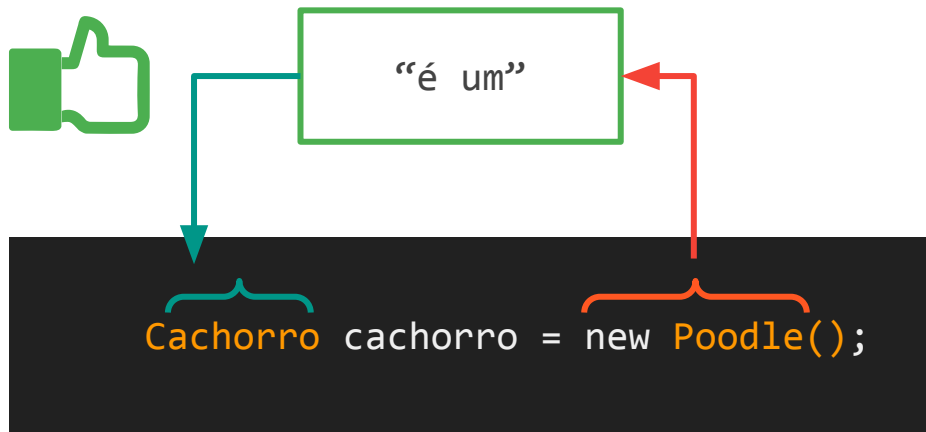 “é um”
Cachorro cachorro = new Poodle();